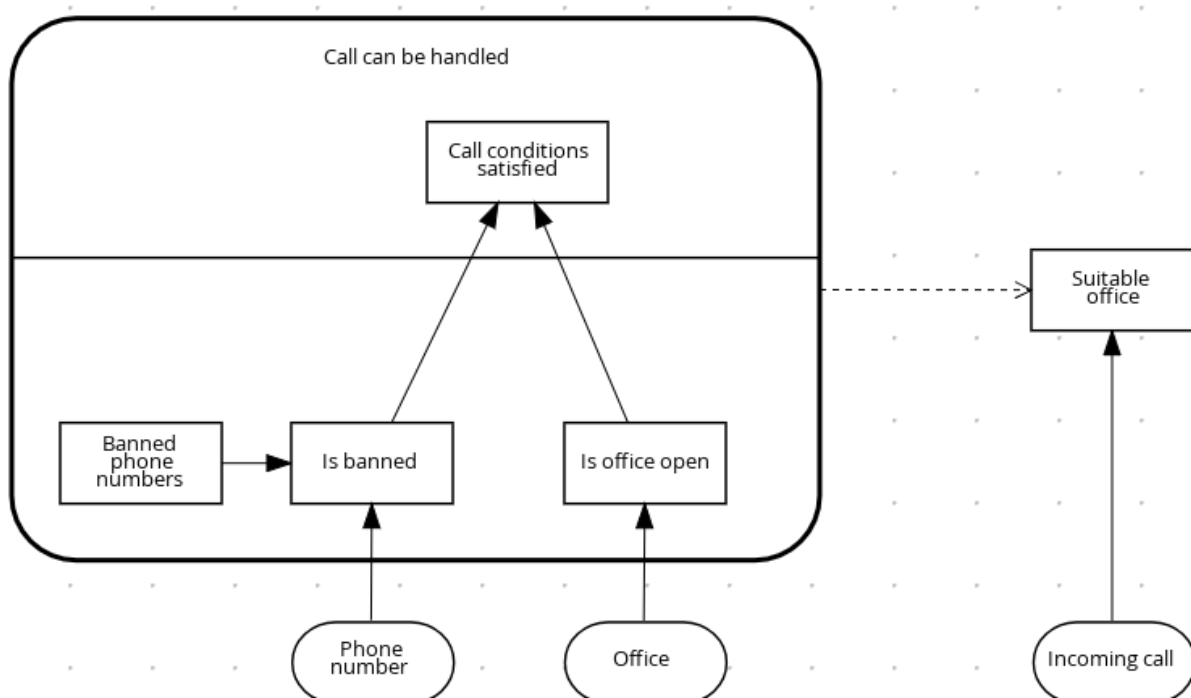 Call can be handled
Call conditions
satisfied
Suitable
office
Banned
phone
numbers
Is banned
Is office open
Phone
number
Office
Incoming call